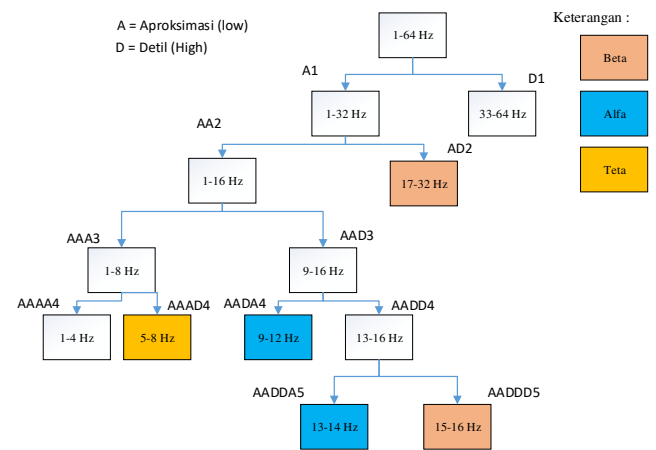 A = Aproksimasi (low)
D = Detil (High)
Keterangan :
Beta
Alfa
Teta
1-64 Hz
A1
D1
1-32 Hz
33-64 Hz
AA2
AD2
1-16 Hz
17-32 Hz
AAA3
AAD3
1-8 Hz
9-16 Hz
AAAA4
AAAD4
AADA4
AADD4
1-4 Hz
5-8 Hz
9-12 Hz
13-16 Hz
AADDA5
AADDD5
13-14 Hz
15-16 Hz